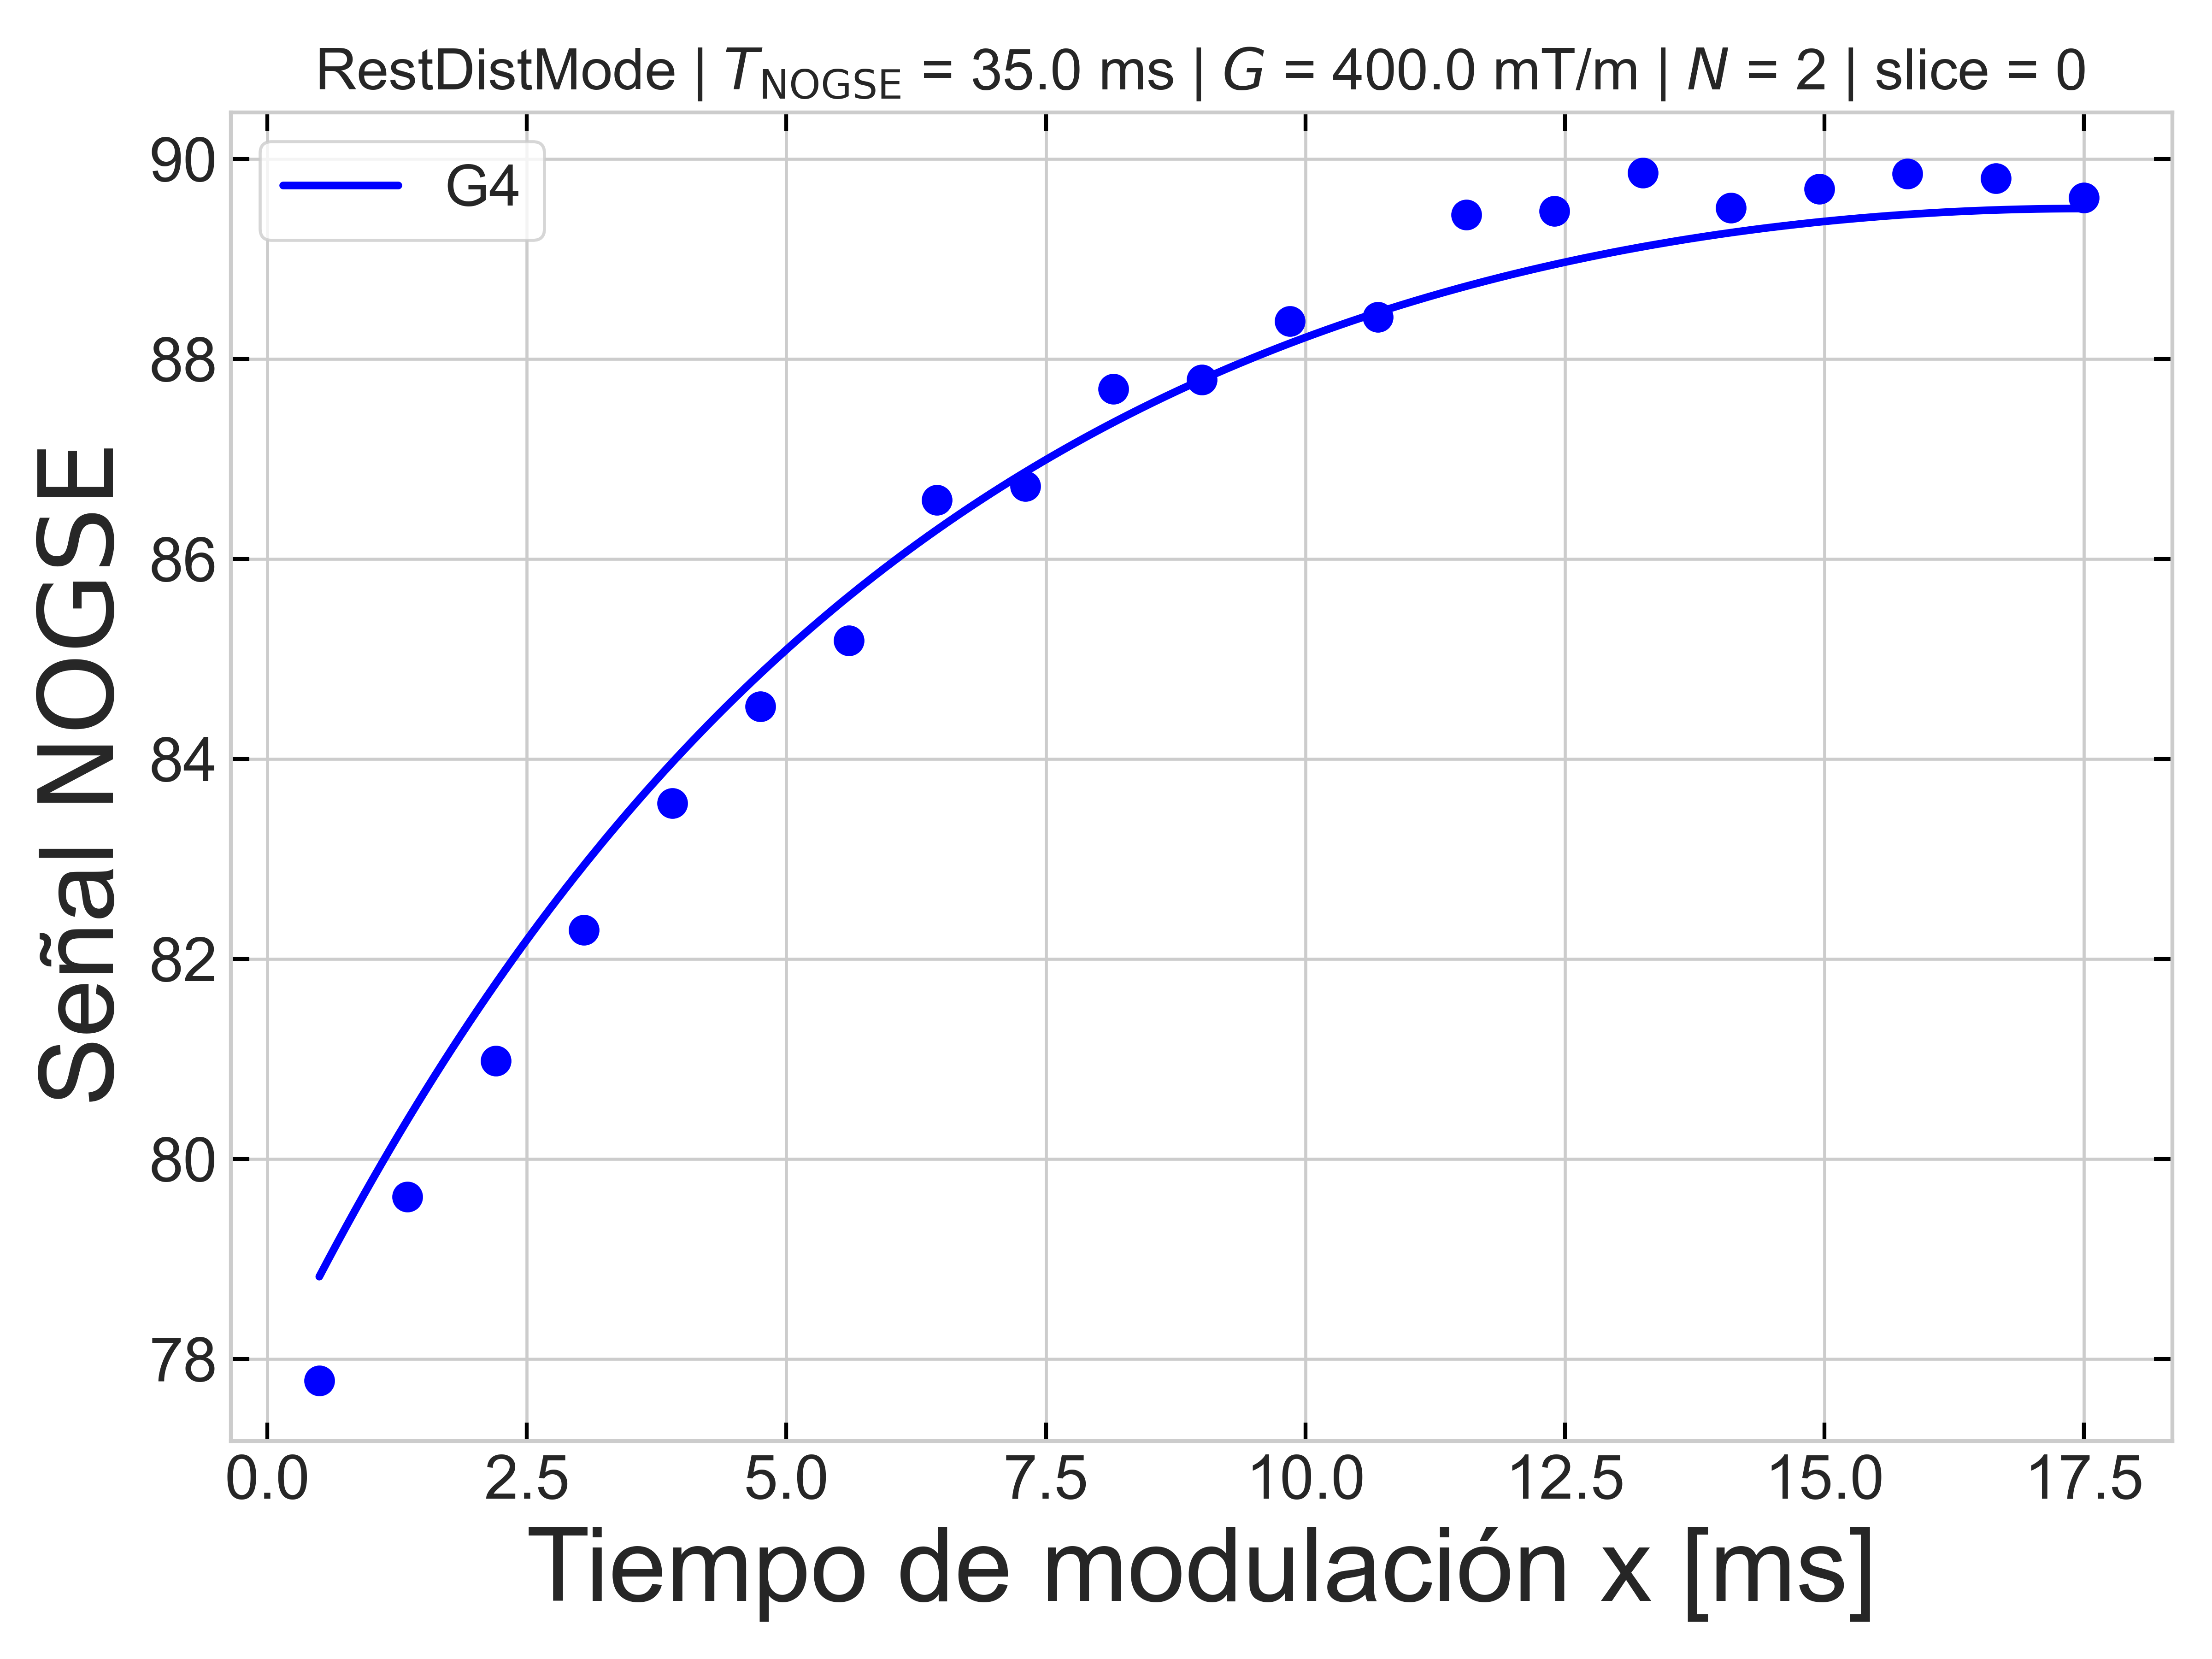 RestDistMode | T_NOGSE = 35.0 ms | G = 400.0 mT/m | N = 2 | slice = 0
G4
90
88
86
84
82
80
78
Señal NOGSE
0.0 2.5 5.0 7.5 10.0 12.5 15.0 17.5
Tiempo de modulación x [ms]